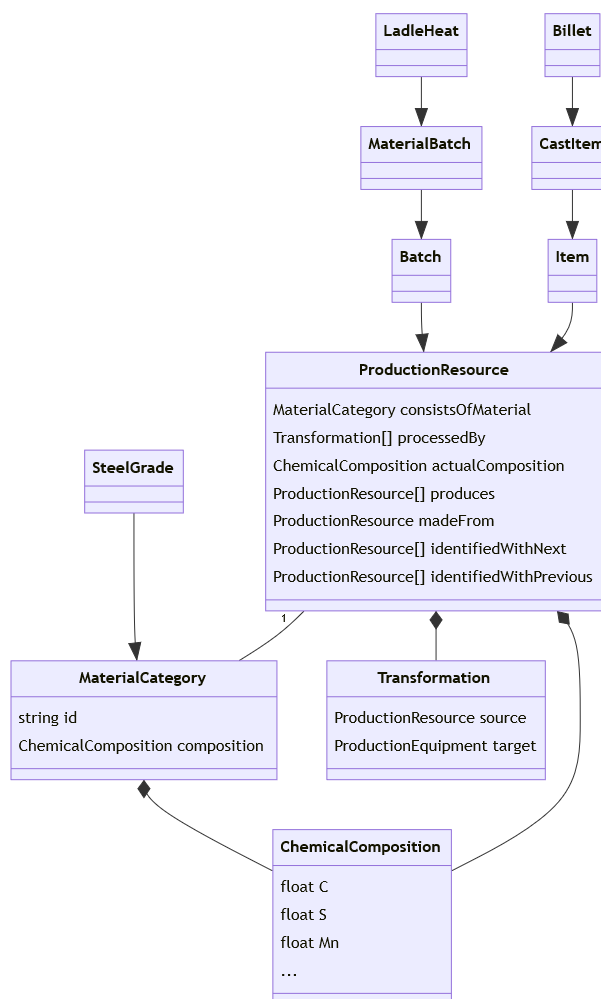 LadleHeat
Billet
MaterialBatch
CastItem
Batch
Item
ProductionResource
MaterialCategory consistsOfMaterial
Transformation[] processedBy
ChemicalComposition actualComposition
ProductionResource[] produces
ProductionResource madeFrom
ProductionResource[] identifiedWithNext
ProductionResource[] identifiedWithPrevious
SteelGrade
1
MaterialCategory
string id
ChemicalComposition composition
Transformation
ProductionResource source
ProductionEquipment target
ChemicalComposition
float C
float S
float Mn
...